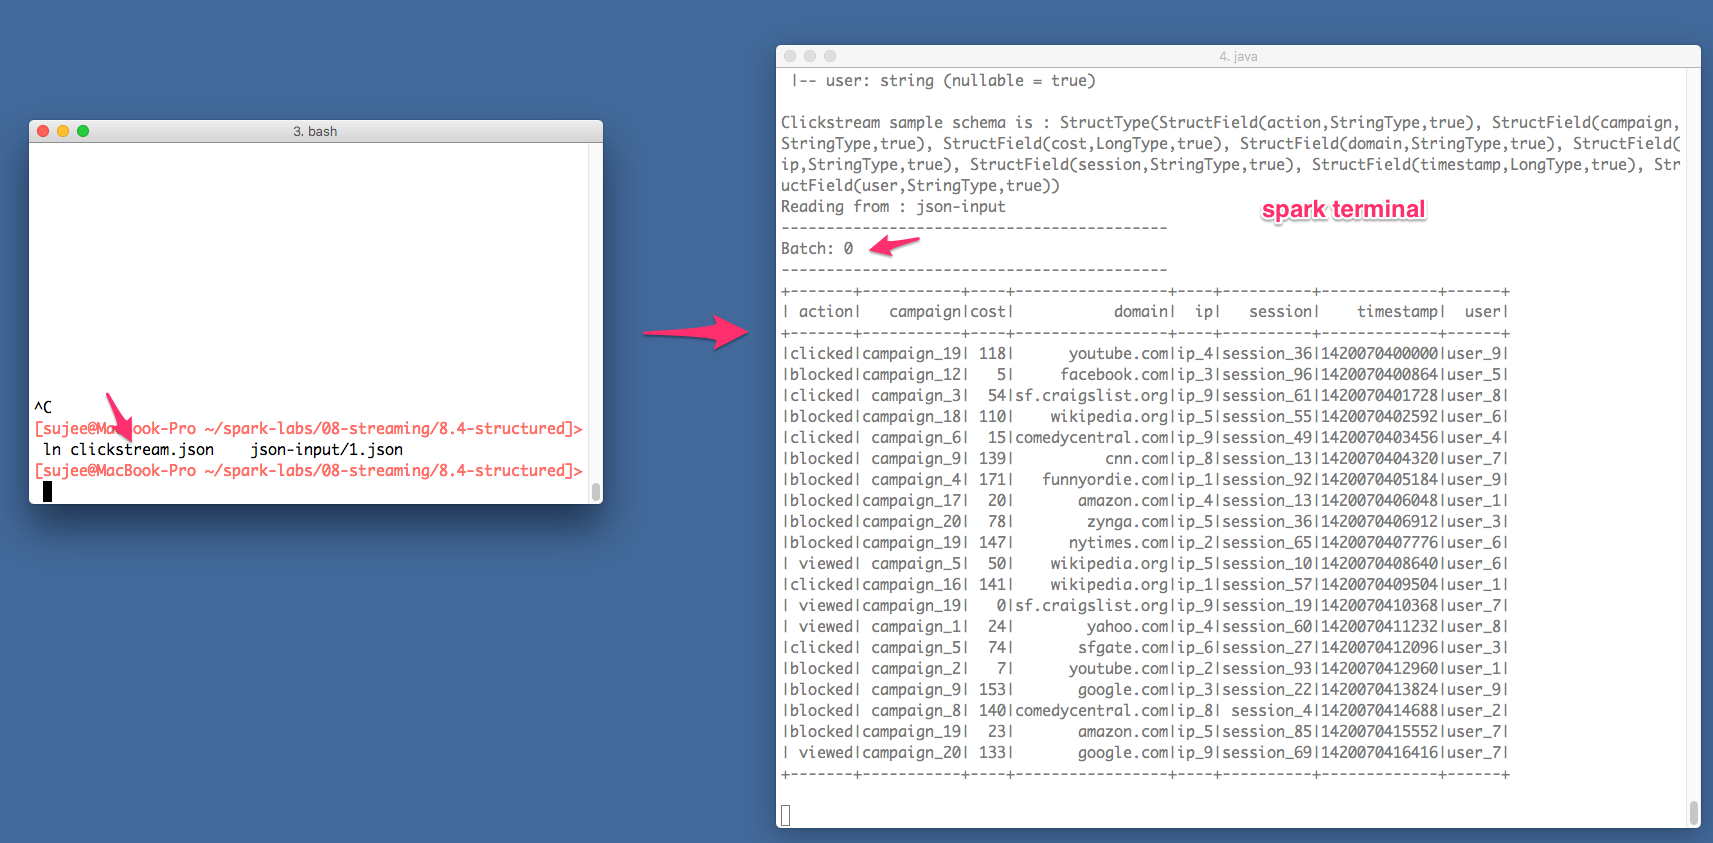 3. bash
^C
[sujee@MacBook-Pro ~/spark-labs/08-streaming/8.4-structured]>
ln clickstream.json    json-input/1.json
[sujee@MacBook-Pro ~/spark-labs/08-streaming/8.4-structured]>
4. java
|-- user: string (nullable = true)
Clickstream sample schema is : StructType(StructField(action,StringType,true), StructField(campaign,
StringType,true), StructField(cost,LongType,true), StructField(domain,StringType,true), StructField(
ip,StringType,true), StructField(session,StringType,true), StructField(timestamp,LongType,true), Str
uctField(user,StringType,true))
Reading from : json-input
spark terminal
-------------------------------------------
Batch: 0
-------------------------------------------
+-------+-----------+----+-----------------+----+----------+-------------+------+
| action|   campaign|cost|           domain|  ip|   session|    timestamp|  user|
+-------+-----------+----+-----------------+----+----------+-------------+------+
|clicked|campaign_19| 118|      youtube.com|ip_4|session_36|1420070400000|user_9|
|blocked|campaign_12|   5|     facebook.com|ip_3|session_96|1420070400864|user_5|
|clicked| campaign_3|  54|sf.craigslist.org|ip_9|session_61|1420070401728|user_8|
|blocked|campaign_18| 110|    wikipedia.org|ip_5|session_55|1420070402592|user_6|
|clicked| campaign_6|  15|comedycentral.com|ip_9|session_49|1420070403456|user_4|
|blocked| campaign_9| 139|          cnn.com|ip_8|session_13|1420070404320|user_7|
|blocked| campaign_4| 171|   funnyordie.com|ip_1|session_92|1420070405184|user_9|
|blocked|campaign_17|  20|       amazon.com|ip_4|session_13|1420070406048|user_1|
|blocked|campaign_20|  78|        zynga.com|ip_5|session_36|1420070406912|user_3|
|blocked|campaign_19| 147|      nytimes.com|ip_2|session_65|1420070407776|user_6|
| viewed| campaign_5|  50|    wikipedia.org|ip_5|session_10|1420070408640|user_6|
|clicked|campaign_16| 141|    wikipedia.org|ip_1|session_57|1420070409504|user_1|
| viewed|campaign_19|   0|sf.craigslist.org|ip_9|session_19|1420070410368|user_7|
| viewed| campaign_1|  24|        yahoo.com|ip_4|session_60|1420070411232|user_8|
|clicked| campaign_5|  74|       sfgate.com|ip_6|session_27|1420070412096|user_3|
|blocked| campaign_2|   7|      youtube.com|ip_2|session_93|1420070412960|user_1|
|blocked| campaign_9| 153|       google.com|ip_3|session_22|1420070413824|user_9|
|blocked| campaign_8| 140|comedycentral.com|ip_8| session_4|1420070414688|user_2|
|blocked|campaign_19|  23|       amazon.com|ip_5|session_85|1420070415552|user_7|
| viewed|campaign_20| 133|       google.com|ip_9|session_69|1420070416416|user_7|
+-------+-----------+----+-----------------+----+----------+-------------+------+